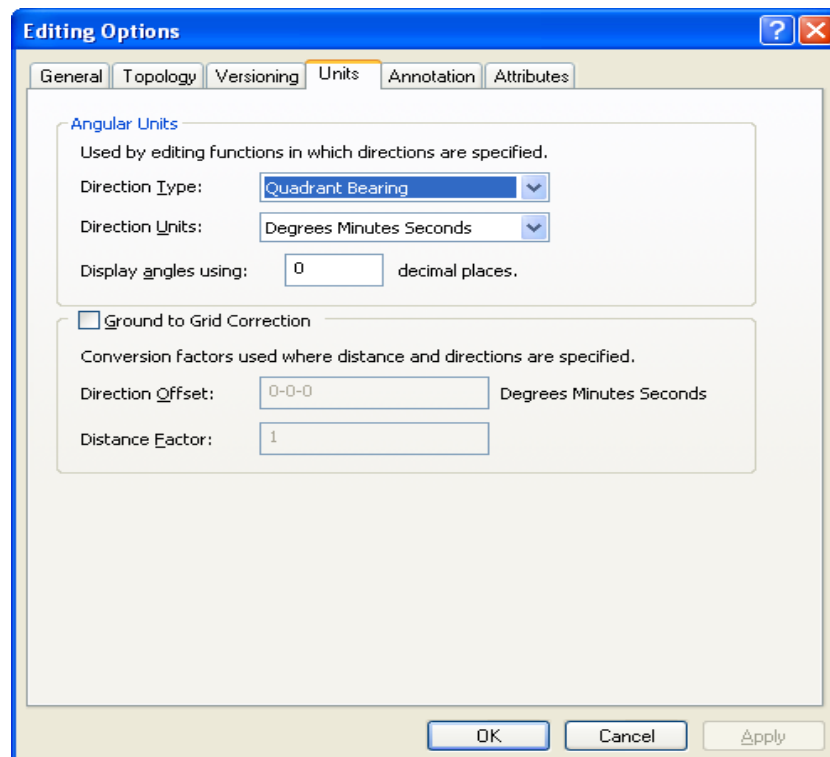 Editing Options
General Topology Versioning Units Annotation Attributes
Angular Units
Used by editing functions in which directions are specified.
Direction Type: Quadrant Bearing
Direction Units: Degrees Minutes Seconds
Display angles using: 0 decimal places.
Ground to Grid Correction
Conversion factors used where distance and directions are specified.
Direction Offset: 0-0-0 Degrees Minutes Seconds
Distance Factor: 1
OK Cancel Apply